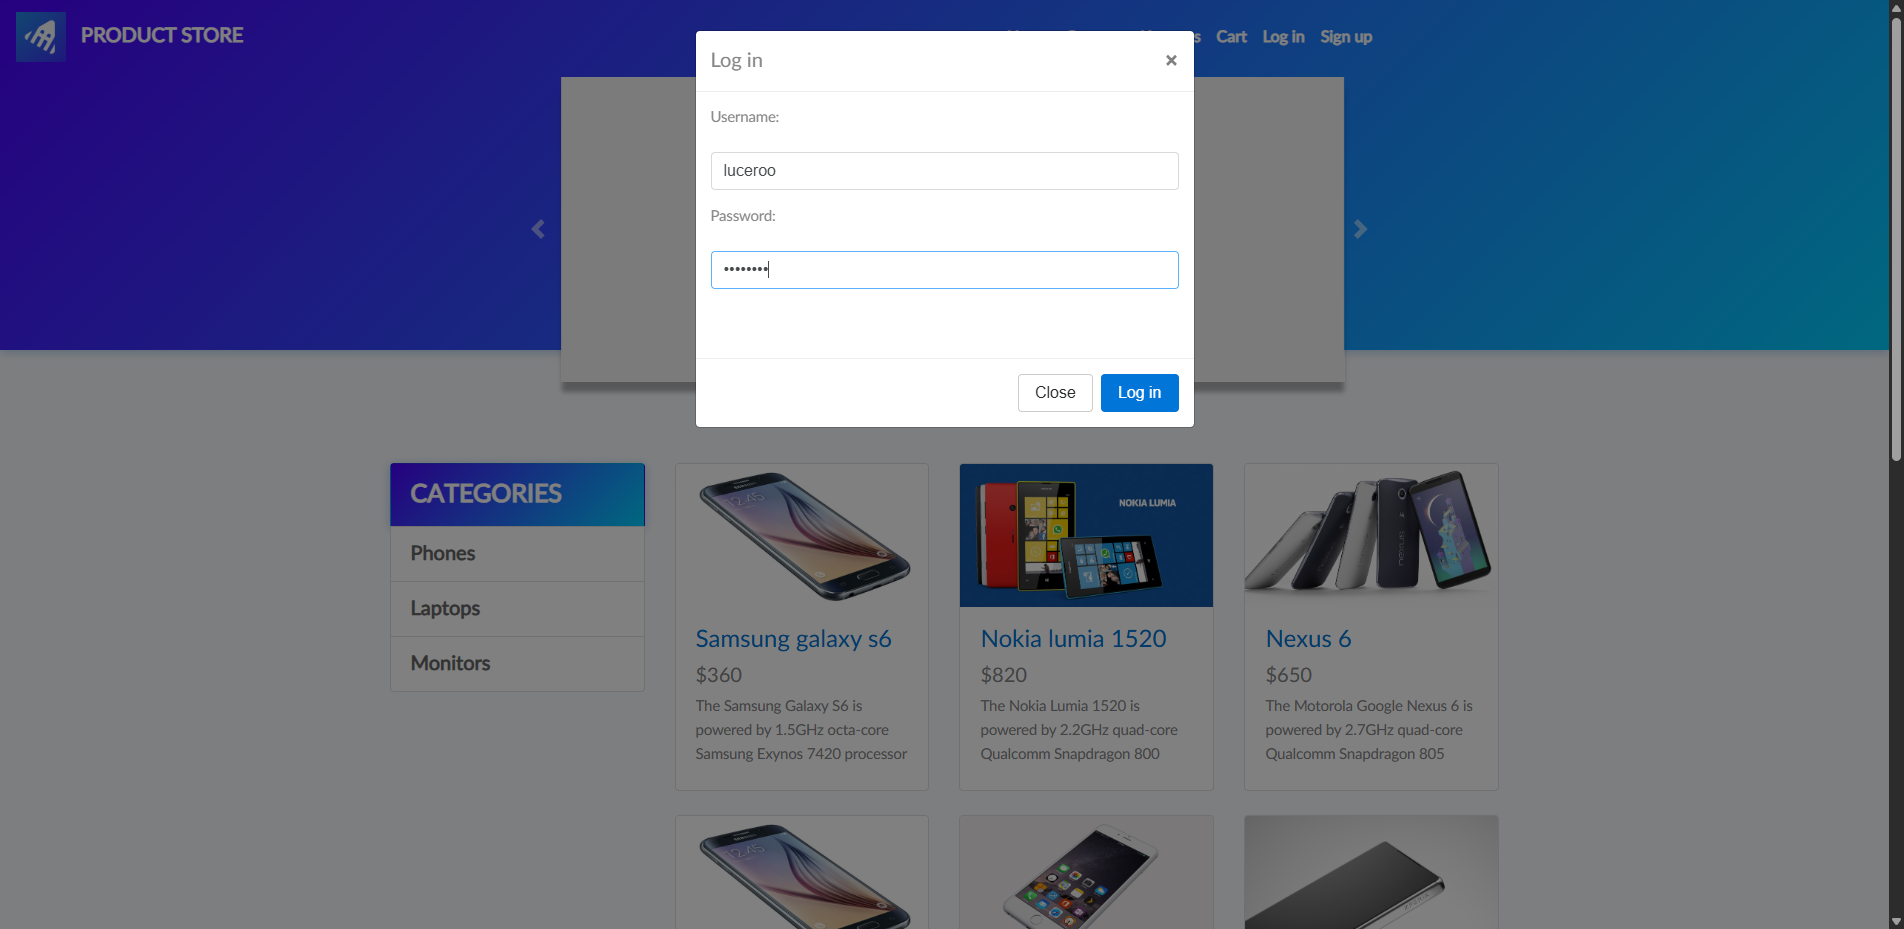 PRODUCT STORE
Cart
Log in
Sign up
Log in
×
Username:
luceroo
Password:
••••••••
Close
Log in
CATEGORIES
Phones
Laptops
Monitors
NOKIA LUMIA
Samsung galaxy s6
$360
The Samsung Galaxy S6 is
powered by 1.5GHz octa-core
Samsung Exynos 7420 processor
Nokia lumia 1520
$820
The Nokia Lumia 1520 is
powered by 2.2GHz quad-core
Qualcomm Snapdragon 800
Nexus 6
$650
The Motorola Google Nexus 6 is
powered by 2.7GHz quad-core
Qualcomm Snapdragon 805